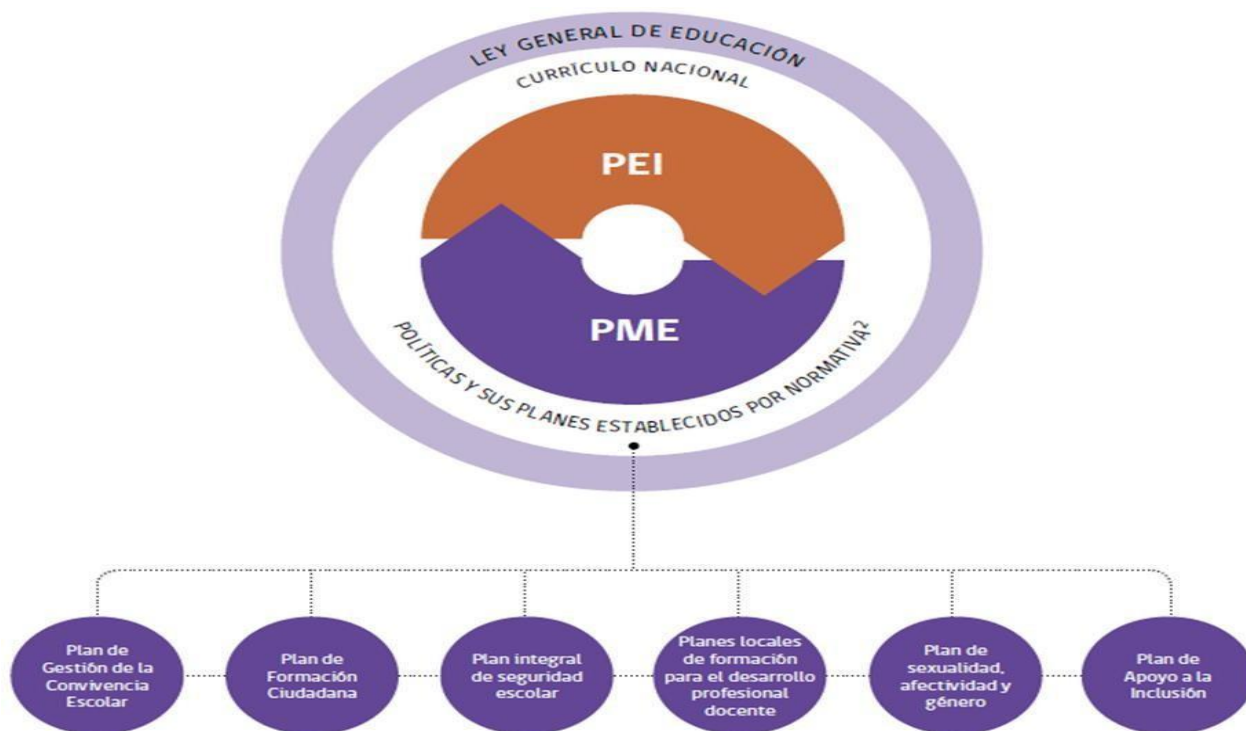 LEY GENERAL DE EDUCACIÓN
CURRÍCULO NACIONAL
PEI
PME
POLÍTICAS Y SUS PLANES ESTABLECIDOS POR NORMATIVA²
Plan de
Gestión de la
Convivencia
Escolar
Plan de
Formación
Ciudadana
Plan integral
de seguridad
escolar
Planes locales
de formación
para el desarrollo
profesional
docente
Plan de
sexualidad,
afectividad y
género
Plan de
Apoyo a la
Inclusión